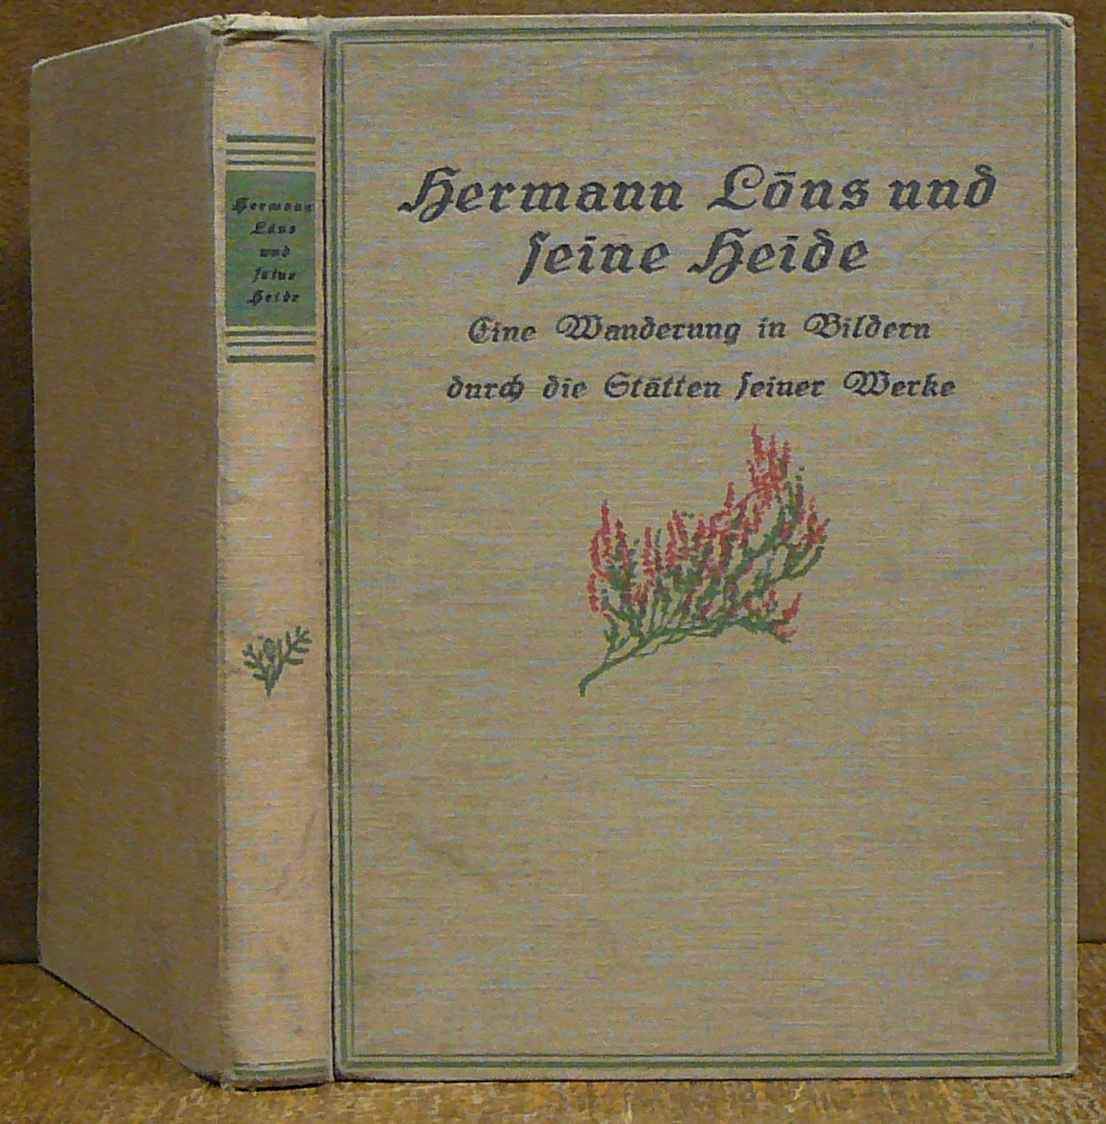 Hermann
Löns
und
seine
Heide
Hermann Löns und
seine Heide
Eine Wanderung in Bildern
durch die Stätten seiner Werke